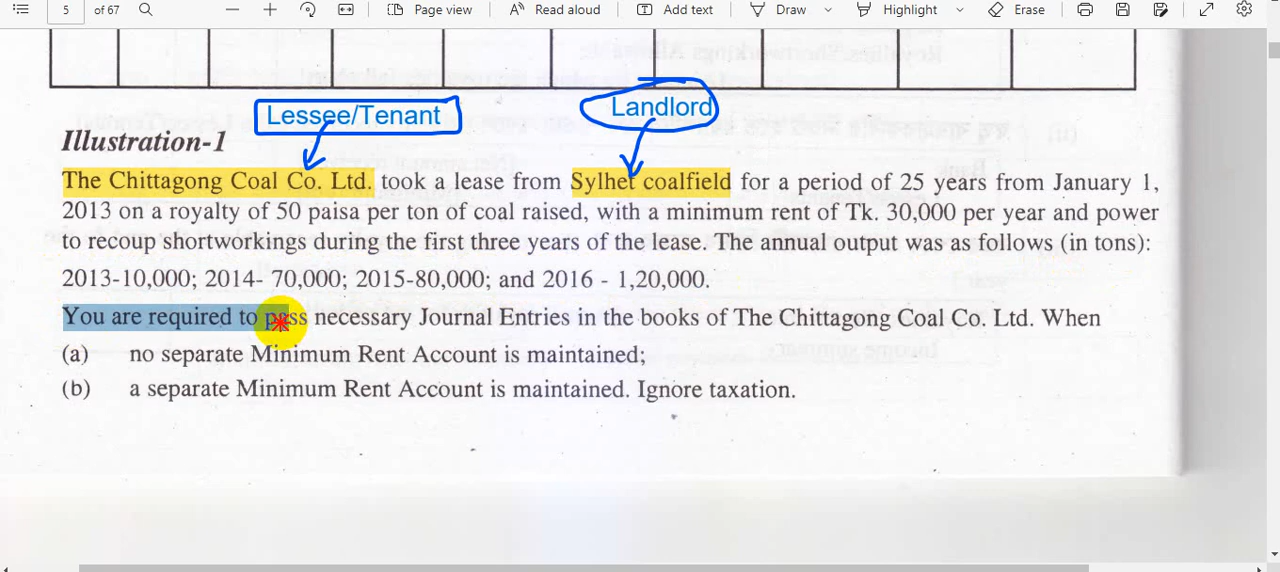 5 of 67 Page view Read aloud Add text Draw Highlight Erase
Lessee/Tenant
Landlord
Illustration-1
The Chittagong Coal Co. Ltd. took a lease from Sylhet coalfield for a period of 25 years from January 1,
2013 on a royalty of 50 paisa per ton of coal raised, with a minimum rent of Tk. 30,000 per year and power
to recoup shortworkings during the first three years of the lease. The annual output was as follows (in tons):
2013-10,000; 2014- 70,000; 2015-80,000; and 2016 - 1,20,000.
You are required to pass necessary Journal Entries in the books of The Chittagong Coal Co. Ltd. When
(a) no separate Minimum Rent Account is maintained;
(b) a separate Minimum Rent Account is maintained. Ignore taxation.